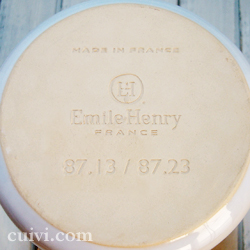 MADE IN FRANCE
EH
Emile Henry
FRANCE
87.13 / 87.23
cuivi.com